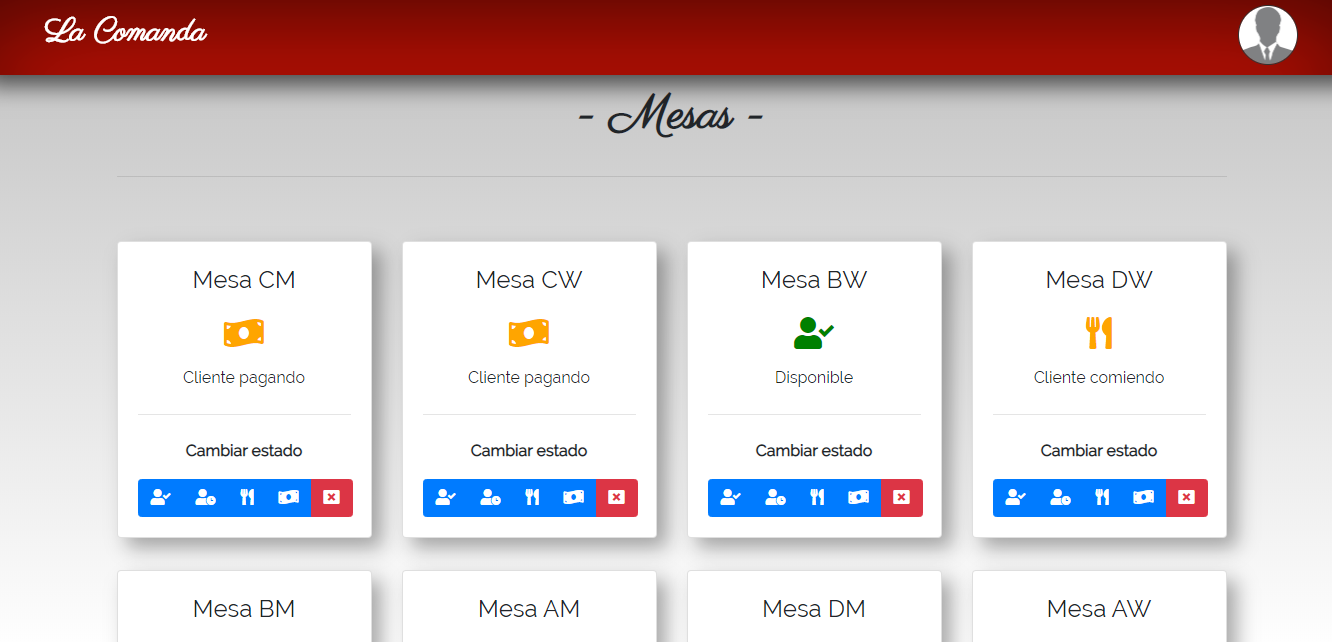 La Comanda
- Mesas -
Mesa CM
Cliente pagando
Cambiar estado
Mesa CW
Cliente pagando
Cambiar estado
Mesa BW
Disponible
Cambiar estado
Mesa DW
Cliente comiendo
Cambiar estado
Mesa BM
Mesa AM
Mesa DM
Mesa AW